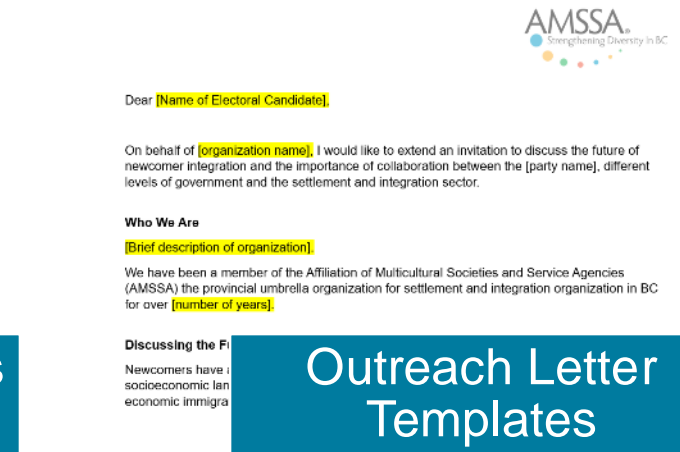 AMSSA
Strengthening Diversity In BC
Dear [Name of Electoral Candidate],
On behalf of [organization name], I would like to extend an invitation to discuss the future of
newcomer integration and the importance of collaboration between the [party name], different
levels of government and the settlement and integration sector.
Who We Are
[Brief description of organization].
We have been a member of the Affiliation of Multicultural Societies and Service Agencies
(AMSSA) the provincial umbrella organization for settlement and integration organization in BC
for over [number of years].
Discussing the
Newcomers have
socioeconomic
economic
s
Outreach Letter
Templates